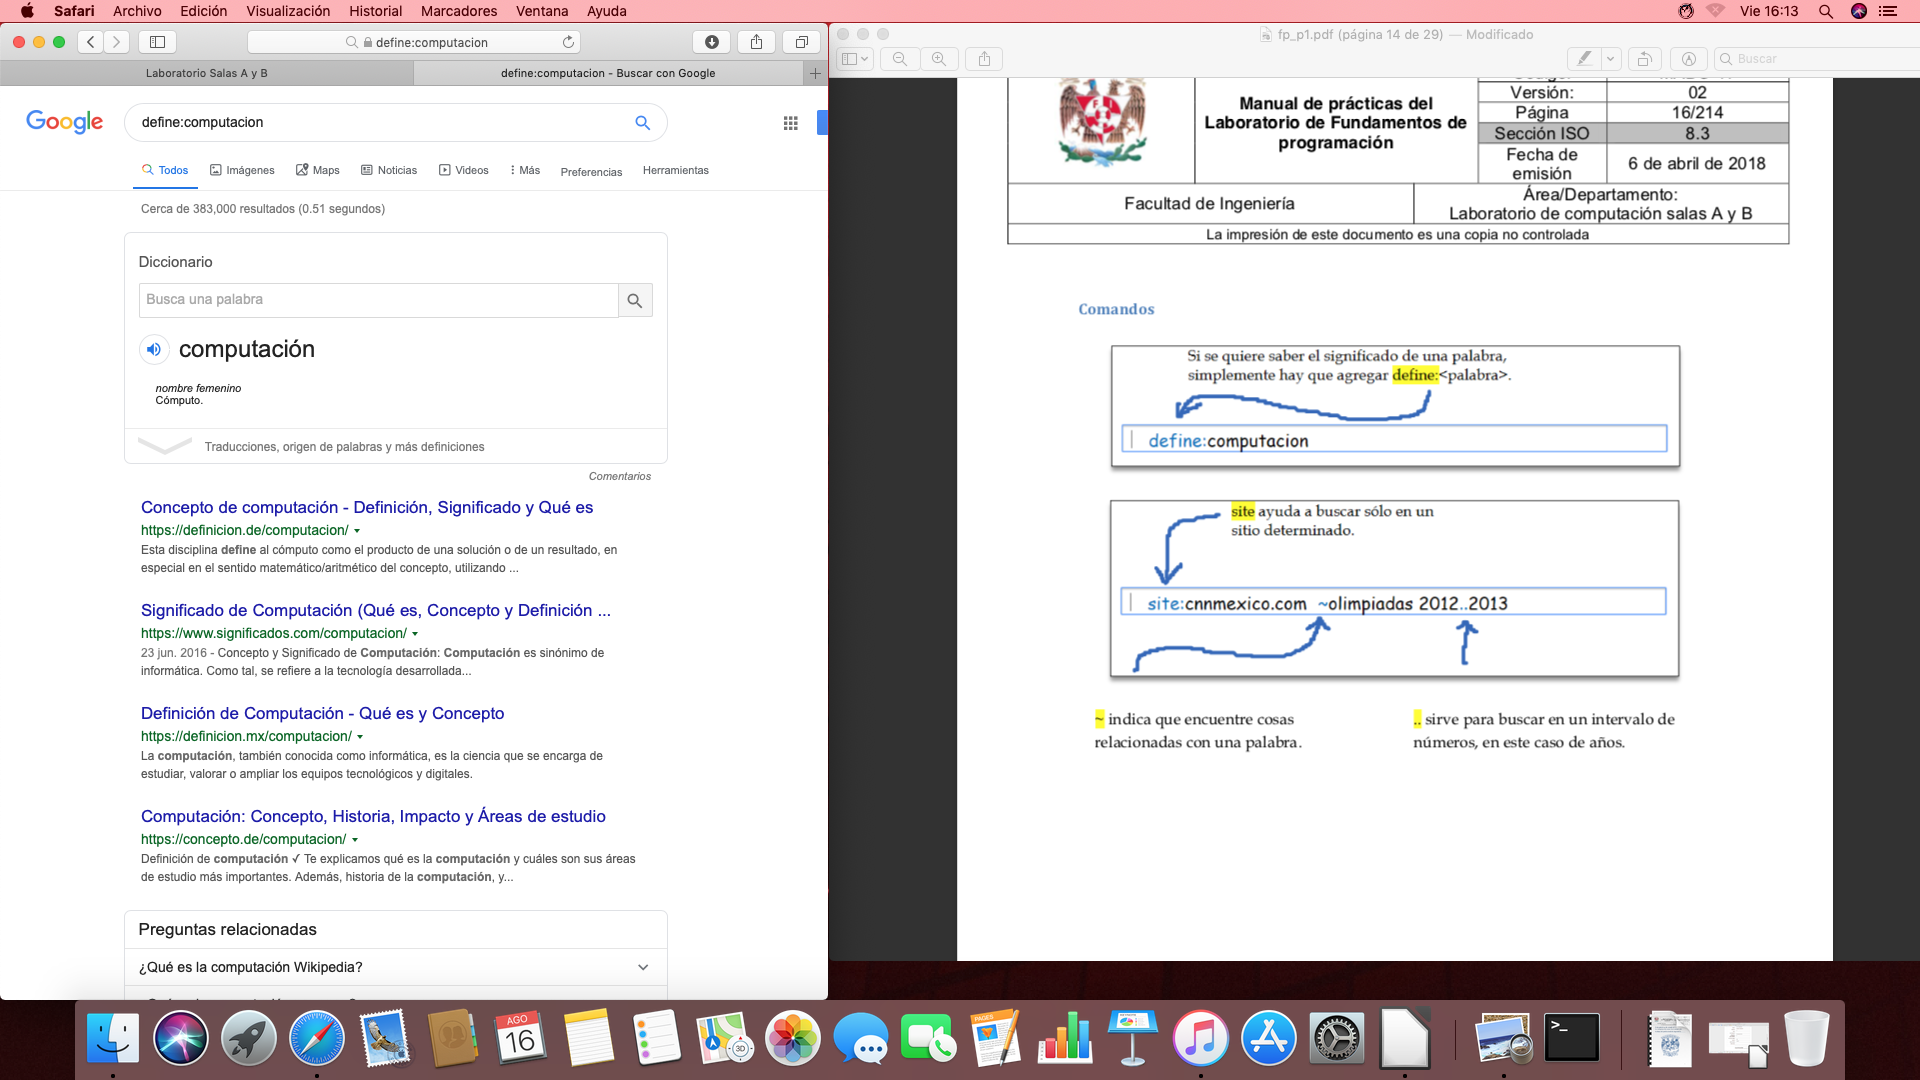 Safari Archivo Edición Visualización Historial Marcadores Ventana Ayuda
Vie 16:13
define:computacion
Laboratorio Salas A y B
define:computacion - Buscar con Google
Google
define:computacion
Todos Imágenes Maps Noticias Videos Más Preferencias Herramientas
Cerca de 383,000 resultados (0.51 segundos)
Diccionario
Busca una palabra
computación
nombre femenino
Cómputo.
Traducciones, origen de palabras y más definiciones
Comentarios
Concepto de computación - Definición, Significado y Qué es
https://definicion.de/computacion/
Esta disciplina define al cómputo como el producto de una solución o de un resultado, en
especial en el sentido matemático/aritmético del concepto, utilizando ...
Significado de Computación (Qué es, Concepto y Definición ...
https://www.significados.com/computacion/
23 jun. 2016 - Concepto y Significado de Computación: Computación es sinónimo de
informática. Como tal, se refiere a la tecnología desarrollada...
Definición de Computación - Qué es y Concepto
https://definicion.mx/computacion/
La computación, también conocida como informática, es la ciencia que se encarga de
estudiar, valorar o ampliar los equipos tecnológicos y digitales.
Computación: Concepto, Historia, Impacto y Áreas de estudio
https://concepto.de/computacion/
Definición de computación ✓ Te explicamos qué es la computación y cuáles son sus áreas
de estudio más importantes. Además, historia de la computación, y...
Preguntas relacionadas
¿Qué es la computación Wikipedia?
fp_p1.pdf (página 14 de 29) — Modificado
Buscar
Manual de prácticas del
Laboratorio de Fundamentos de
programación
Versión: 02
Página 16/214
Sección ISO 8.3
Fecha de
emisión
6 de abril de 2018
Facultad de Ingeniería
Área/Departamento:
Laboratorio de computación salas A y B
La impresión de este documento es una copia no controlada
Comandos
Si se quiere saber el significado de una palabra,
simplemente hay que agregar define:<palabra>.
define:computacion
site ayuda a buscar sólo en un
sitio determinado.
site:cnnmexico.com ~olimpiadas 2012..2013
~ indica que encuentre cosas
relacionadas con una palabra.
.. sirve para buscar en un intervalo de
números, en este caso de años.
AGO
16
PAGES
3D
>_